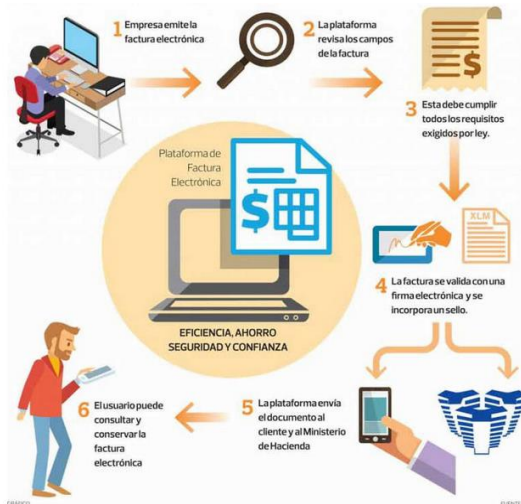 1 Empresa emite la
factura electrónica
2 La plataforma
revisa los campos
de la factura
$
3 Esta debe cumplir
todos los requisitos
exigidos por ley.
Plataforma de
Factura
Electrónica
$
XLM
4 La factura se valida con una
firma electrónica y se
incorpora un sello.
EFICIENCIA, AHORRO
SEGURIDAD Y CONFIANZA
5 La plataforma envía
el documento al
cliente y al Ministerio
de Hacienda
6 El usuario puede
consultar y
conservar la
factura
electrónica